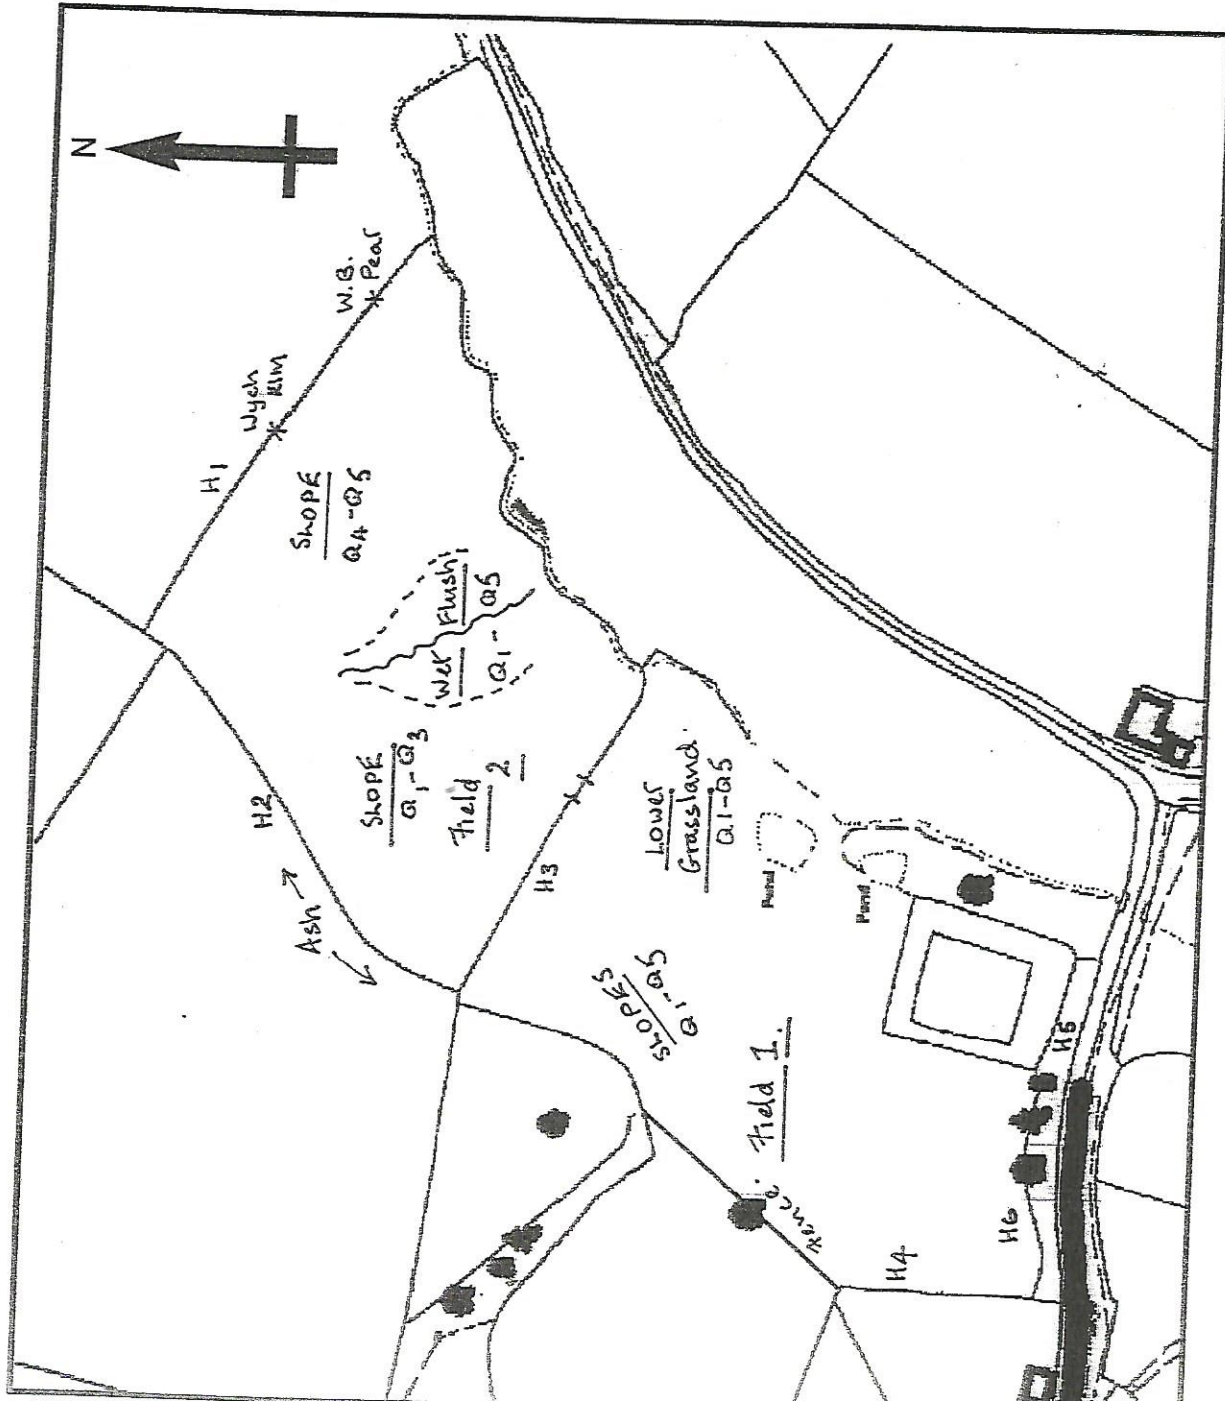 N
W.B.
Pear
Wych
Elm
H1
SLOPE
Q4-Q5
Wet Flush
Q1-Q5
H2
SLOPE
Q1-Q3
Field 2
Ash
H3
Lower
Grassland
Q1-Q5
Pond
Pond
SLOPES
Q1-Q5
Field 1.
Fence
H4
H5
H6